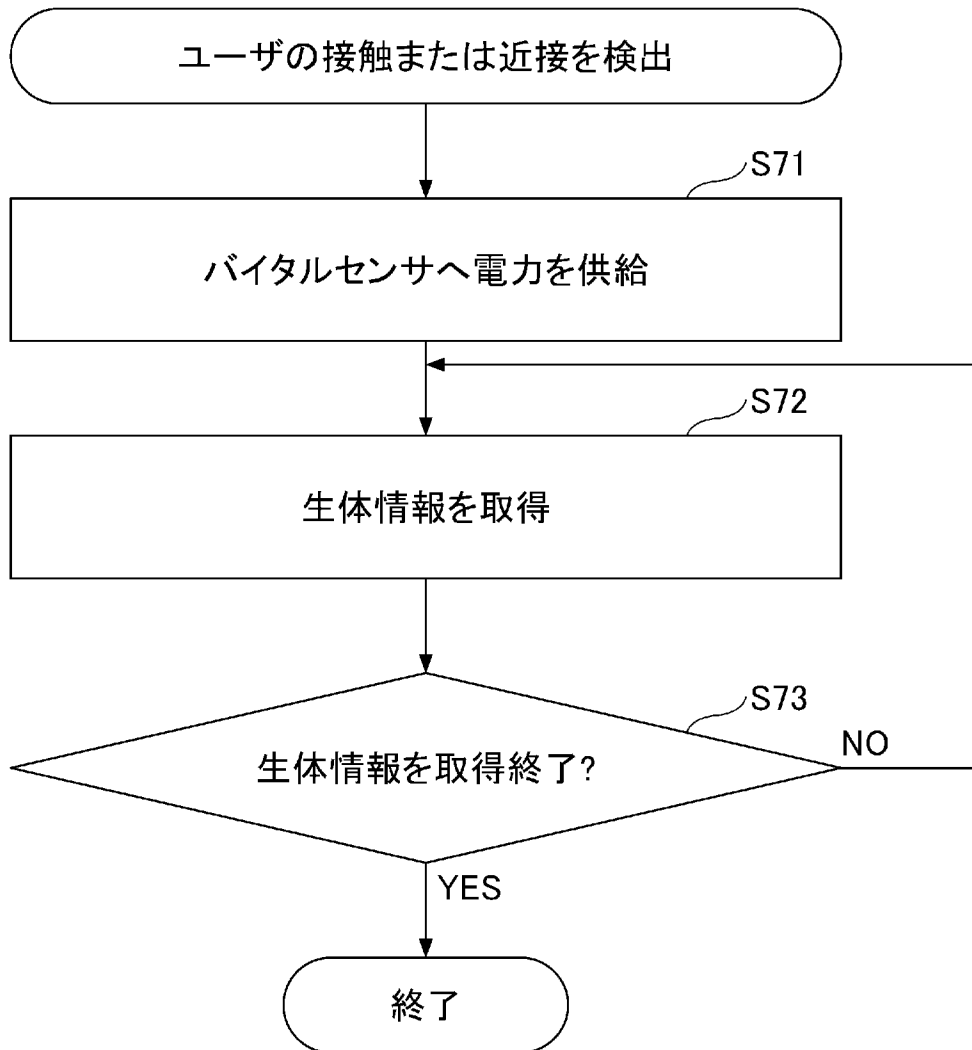 ユーザの接触または近接を検出
S71
バイタルセンサへ電力を供給
S72
生体情報を取得
S73
生体情報を取得終了?
NO
YES
終了